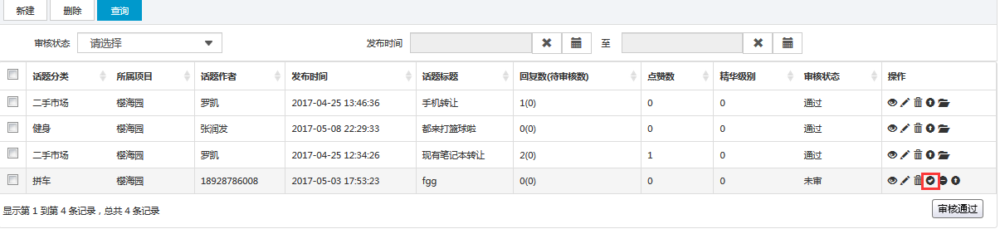 新建 删除 查询
审核状态 请选择 发布时间 至
话题分类 所属项目 话题作者 发布时间 话题标题 回复数(待审核数) 点赞数 精华级别 审核状态 操作
二手市场 樱海园 罗凯 2017-04-25 13:46:36 手机转让 1(0) 0 0 通过
健身 樱海园 张润发 2017-05-08 22:29:33 都来打篮球啦 0(0) 0 0 通过
二手市场 樱海园 罗凯 2017-04-25 12:34:26 现有笔记本转让 2(0) 1 0 通过
拼车 樱海园 18928786008 2017-05-03 17:53:23 fgg 0(0) 0 0 未审
显示第 1 到第 4 条记录，总共 4 条记录 审核通过